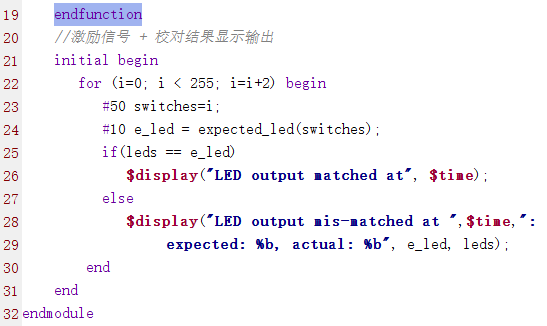 19 endfunction
20 //激励信号 + 校对结果显示输出
21 initial begin
22 for (i=0; i < 255; i=i+2) begin
23 #50 switches=i;
24 #10 e_led = expected_led(switches);
25 if(leds == e_led)
26 $display("LED output matched at", $time);
27 else
28 $display("LED output mis-matched at ",$time,":
29 expected: %b, actual: %b", e_led, leds);
30 end
31 end
32 endmodule